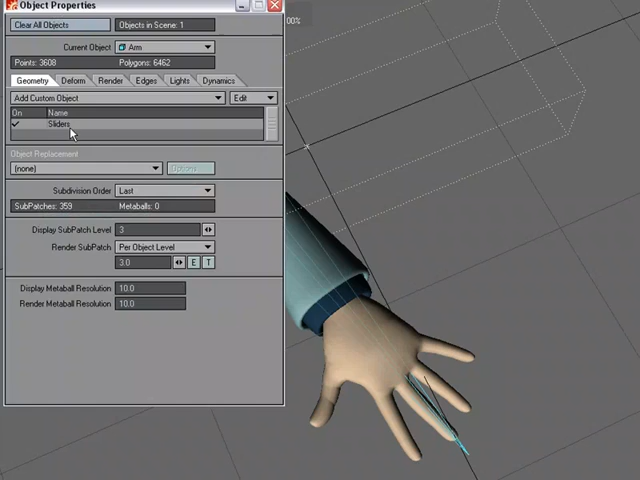 Object Properties
Clear All Objects
Objects in Scene: 1
00%
Current Object
Arm
Points: 3608
Polygons: 6462
Geometry
Deform
Render
Edges
Lights
Dynamics
Add Custom Object
Edit
On
Name
Sliders
Object Replacement
(none)
Options
Subdivision Order
Last
SubPatches: 359
Metaballs: 0
Display SubPatch Level
3
Render SubPatch
Per Object Level
3.0
E
T
Display Metaball Resolution
10.0
Render Metaball Resolution
10.0